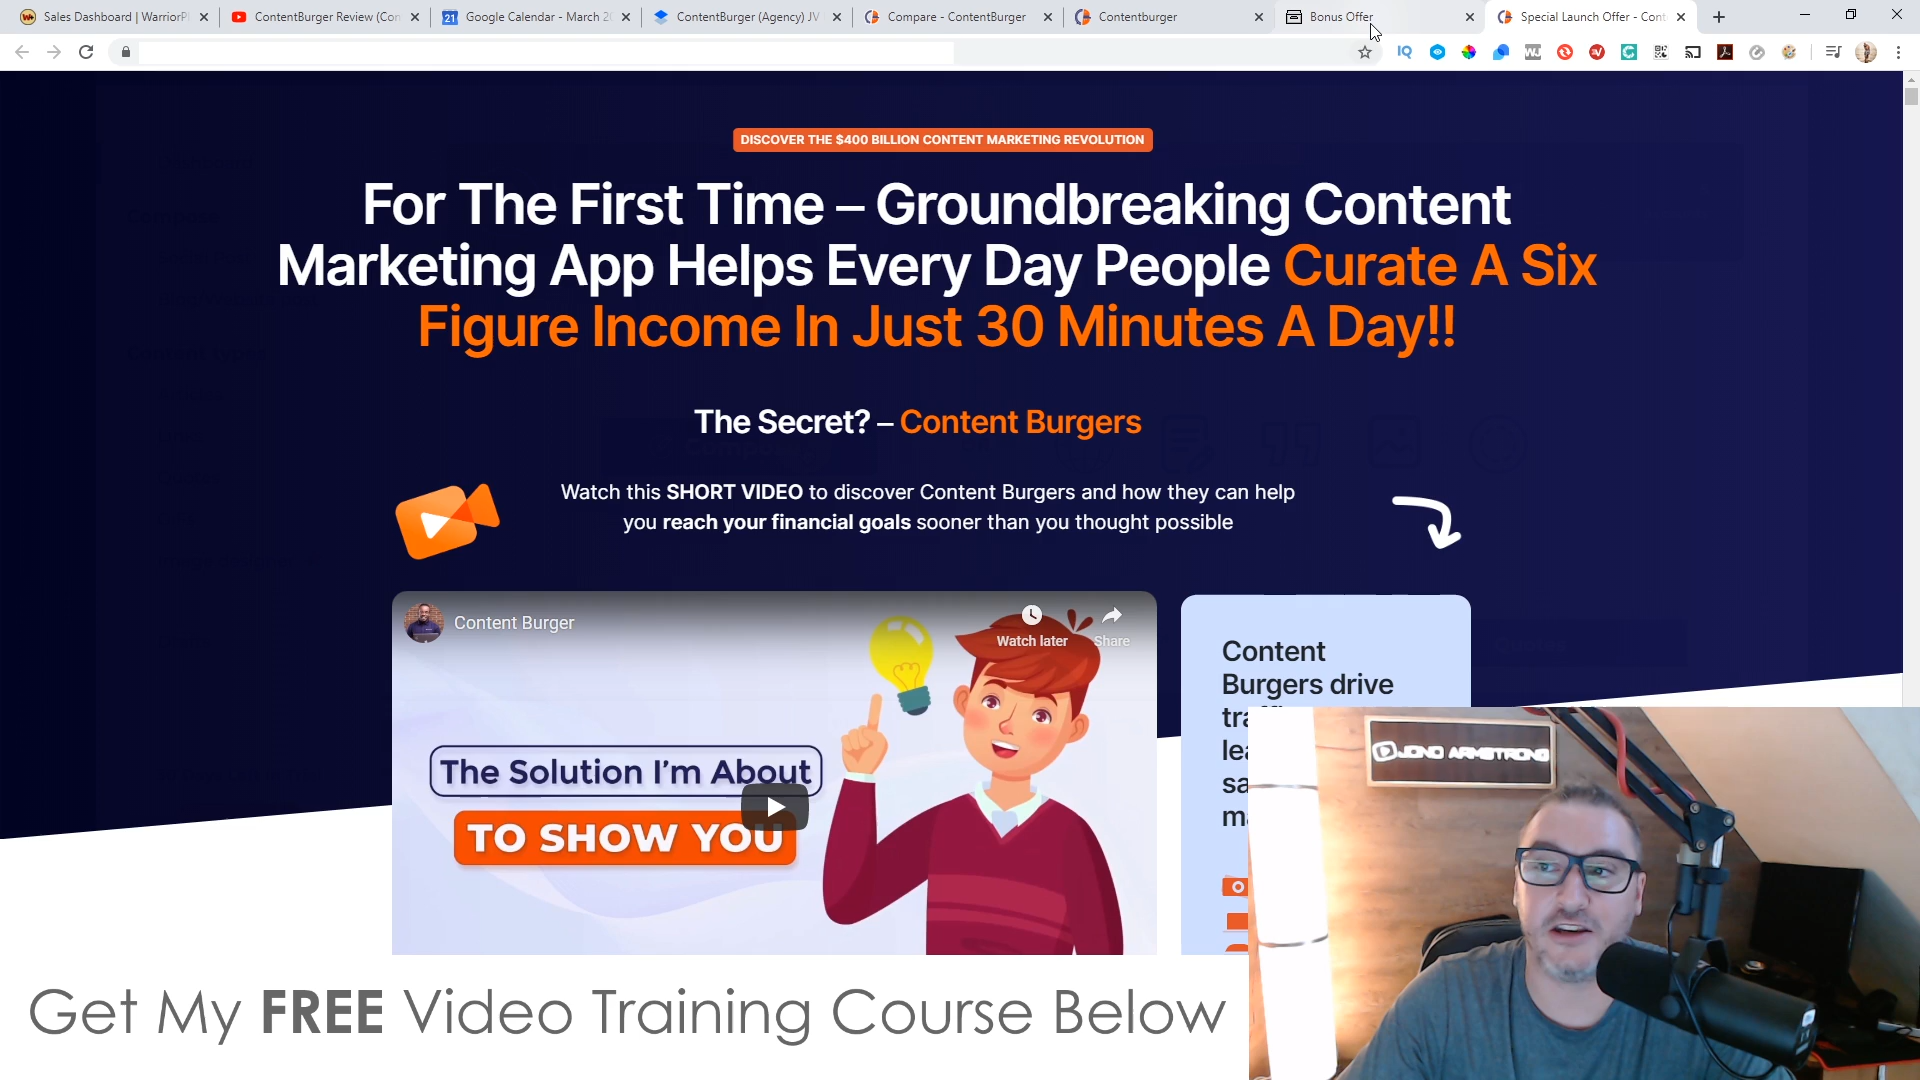 Sales Dashboard | WarriorP
ContentBurger Review (Con
Google Calendar - March 20
ContentBurger (Agency) JV
Compare - ContentBurger
Contentburger
Bonus Offer
Special Launch Offer - Cont
DISCOVER THE $400 BILLION CONTENT MARKETING REVOLUTION
For The First Time – Groundbreaking Content
Marketing App Helps Every Day People Curate A Six
Figure Income In Just 30 Minutes A Day!!
The Secret? – Content Burgers
Watch this SHORT VIDEO to discover Content Burgers and how they can help
you reach your financial goals sooner than you thought possible
Content Burger
Watch later
Share
The Solution I'm About
TO SHOW YOU
Content
Burgers drive
JONO ARMSTRONG
Get My FREE Video Training Course Below